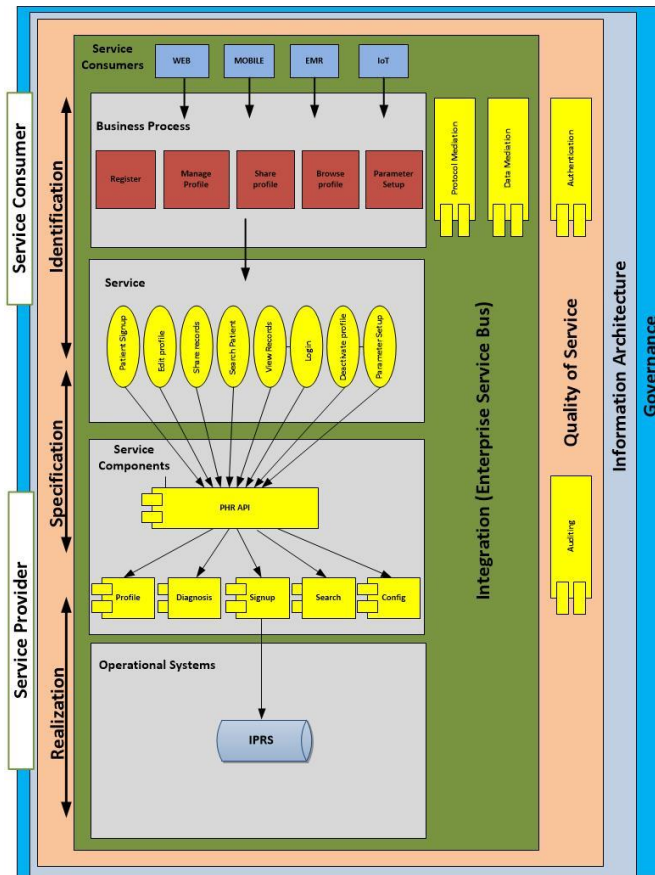 Service
Consumers
WEB
MOBILE
EMR
IoT
Business Process
Register
Manage
Profile
Share
profile
Browse
profile
Parameter
Setup
Service
Patient Signup
Edit profile
Share records
Search Patient
View Records
Login
Deactivate profile
Parameter Setup
Service
Components
PHR API
Profile
Diagnosis
Signup
Search
Config
Operational Systems
IPRS
Service Consumer
Service Provider
Identification
Specification
Realization
Protocol Mediation
Data Mediation
Authentication
Auditing
Integration (Enterprise Service Bus)
Quality of Service
Information Architecture
Governance